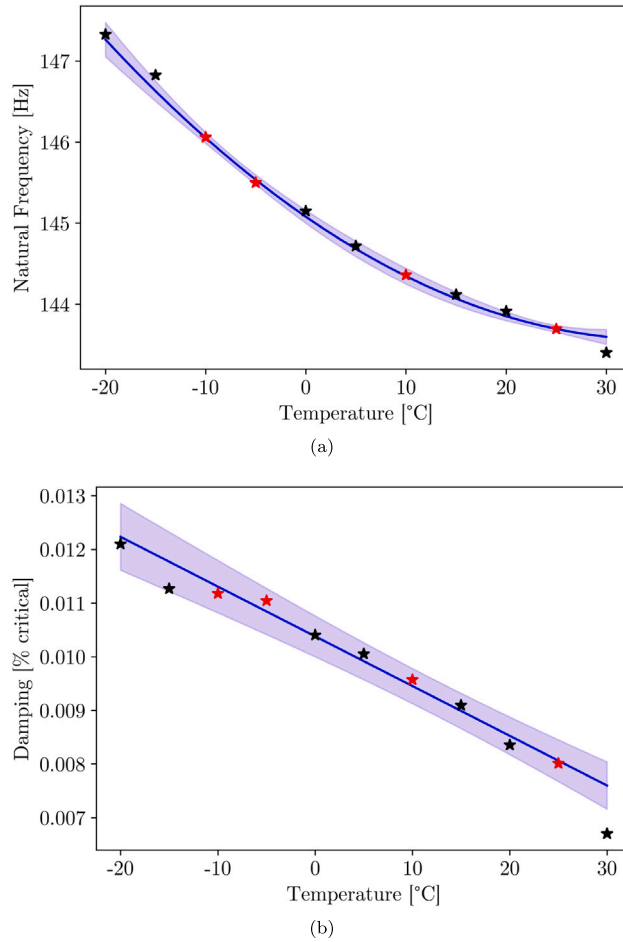 147
146
145
144
Natural Frequency [Hz]
-20 -10 0 10 20 30
Temperature [°C]
(a)
0.013
0.012
0.011
0.010
0.009
0.008
0.007
Damping [% critical]
-20 -10 0 10 20 30
Temperature [°C]
(b)